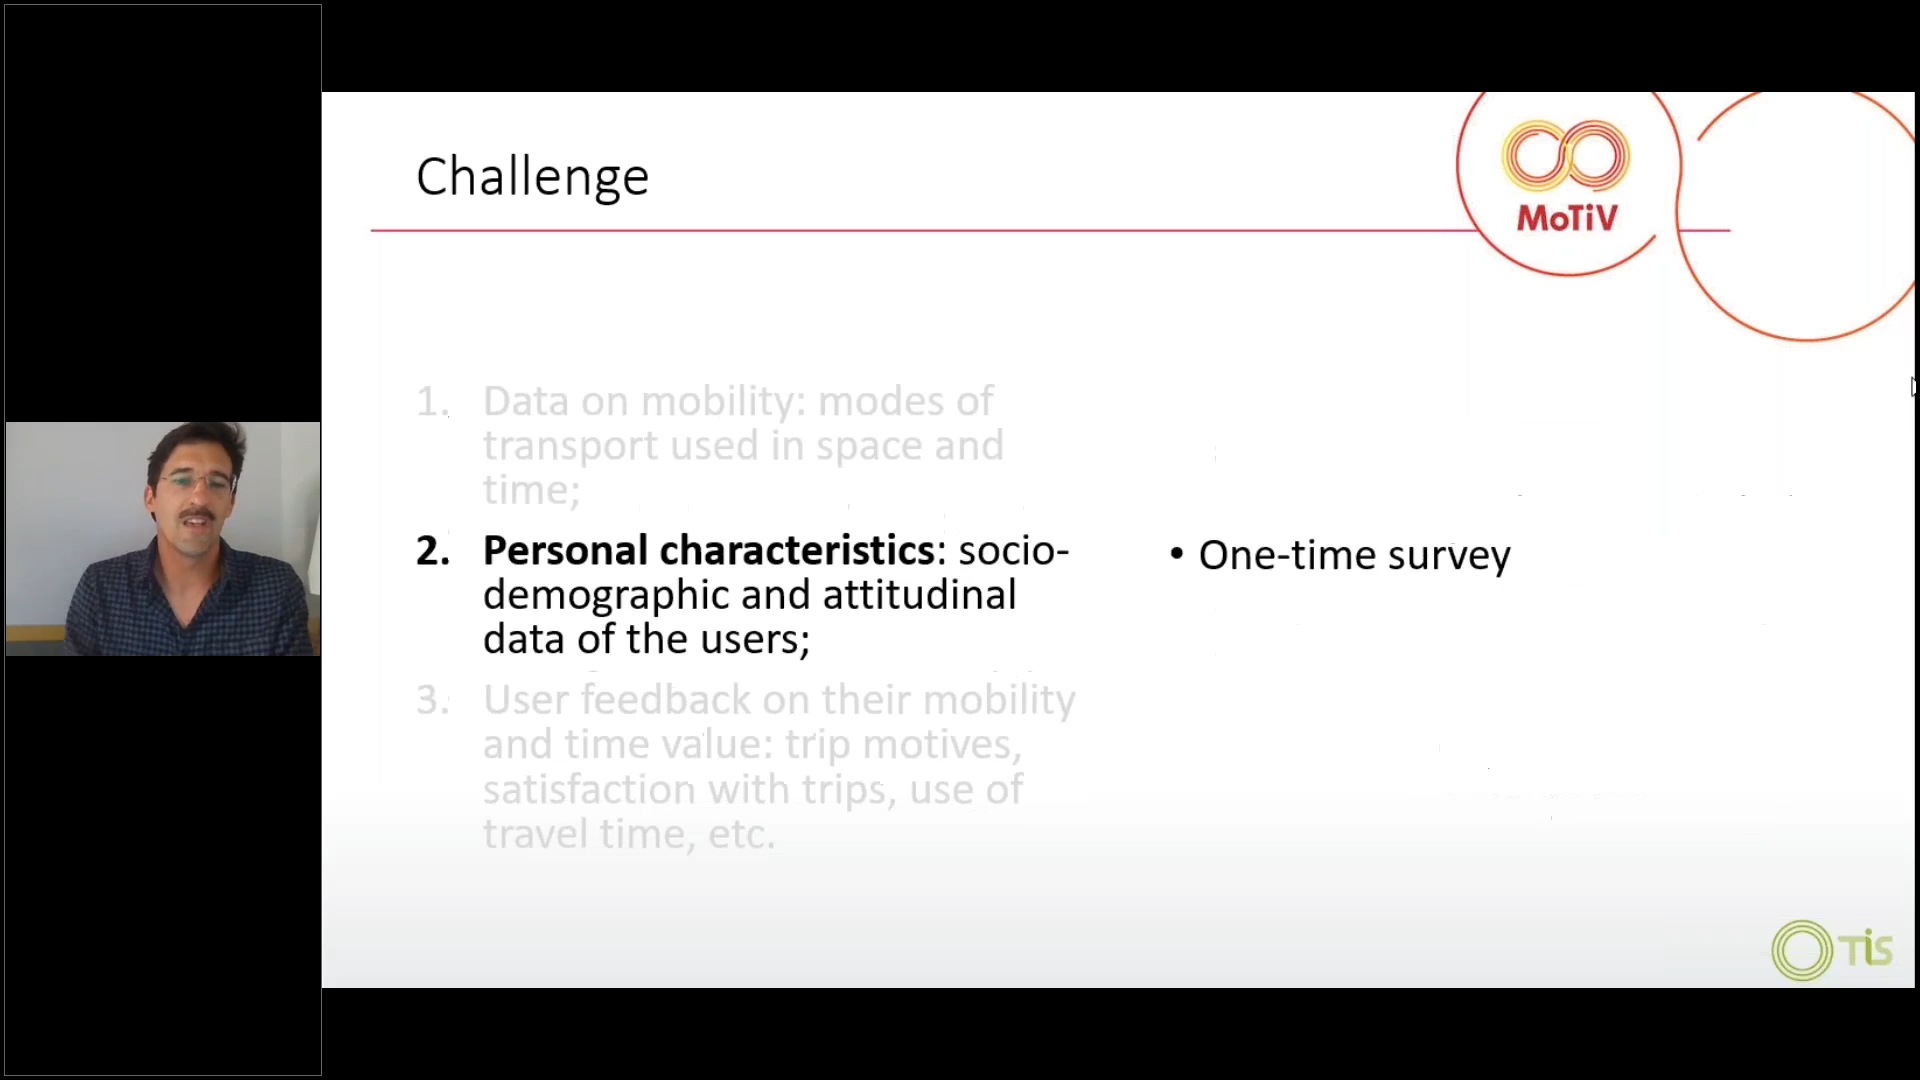 Challenge
MoTiV
1. Data on mobility: modes of
transport used in space and
time;
2. Personal characteristics: socio-
demographic and attitudinal
data of the users;
• One-time survey
3. User feedback on their mobility
and time value: trip motives,
satisfaction with trips, use of
travel time, etc.
TiS